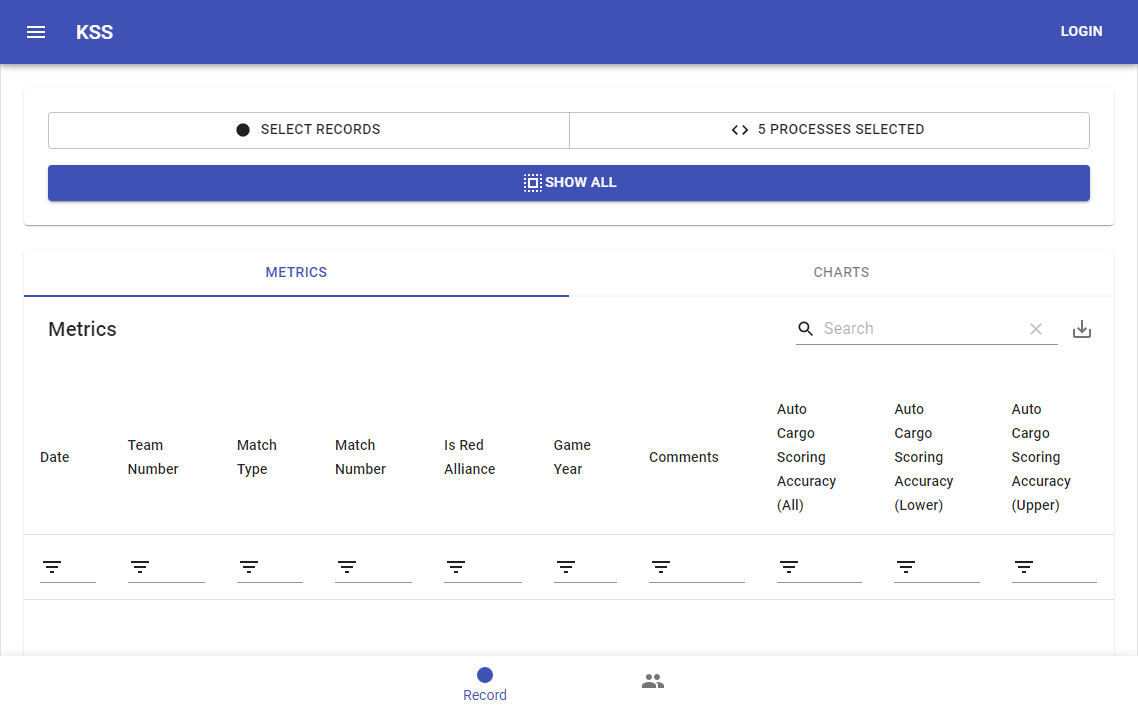 KSS
LOGIN
SELECT RECORDS
5 PROCESSES SELECTED
SHOW ALL
METRICS
CHARTS
Metrics
Search
Date
Team
Number
Match
Type
Match
Number
Is Red
Alliance
Game
Year
Comments
Auto
Cargo
Scoring
Accuracy
(All)
Auto
Cargo
Scoring
Accuracy
(Lower)
Auto
Cargo
Scoring
Accuracy
(Upper)
Record